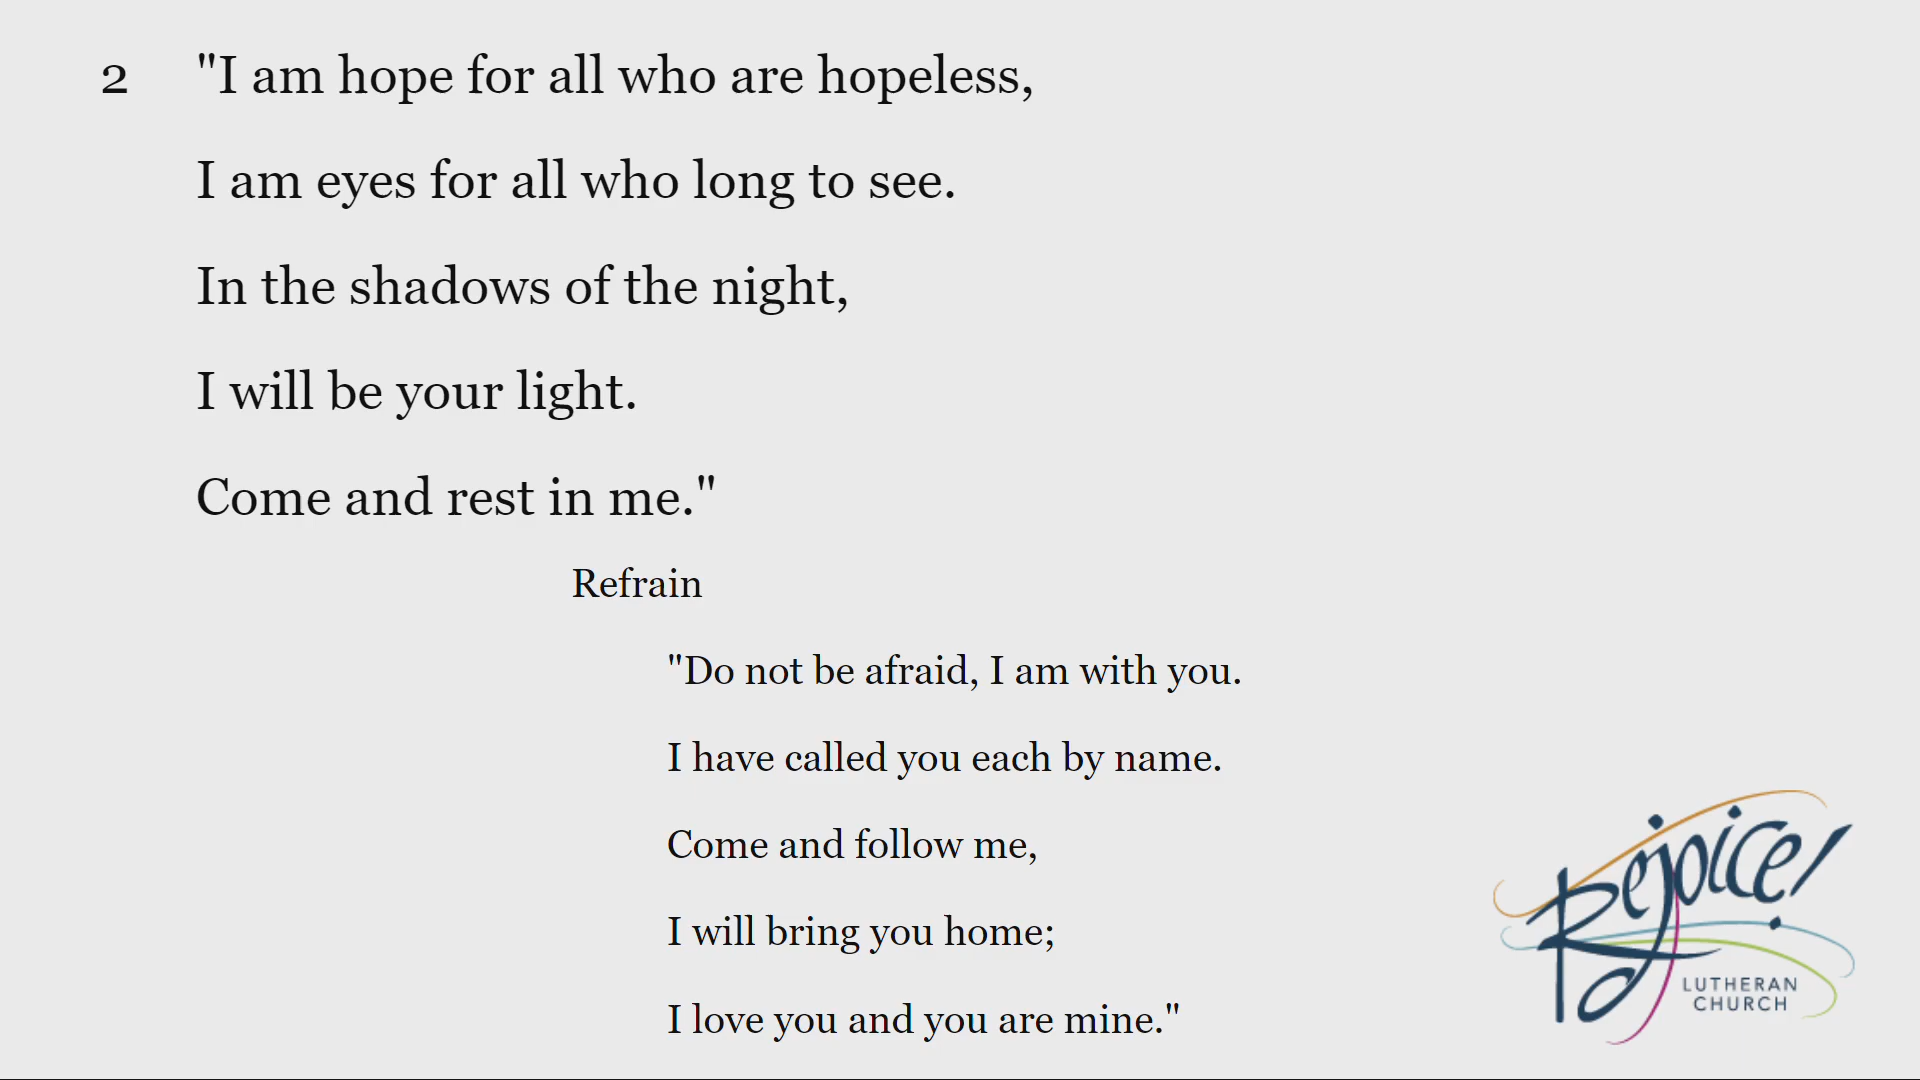 2 "I am hope for all who are hopeless,
I am eyes for all who long to see.
In the shadows of the night,
I will be your light.
Come and rest in me."
Refrain
"Do not be afraid, I am with you.
I have called you each by name.
Come and follow me,
I will bring you home;
I love you and you are mine."
Rejoice!
LUTHERAN
CHURCH